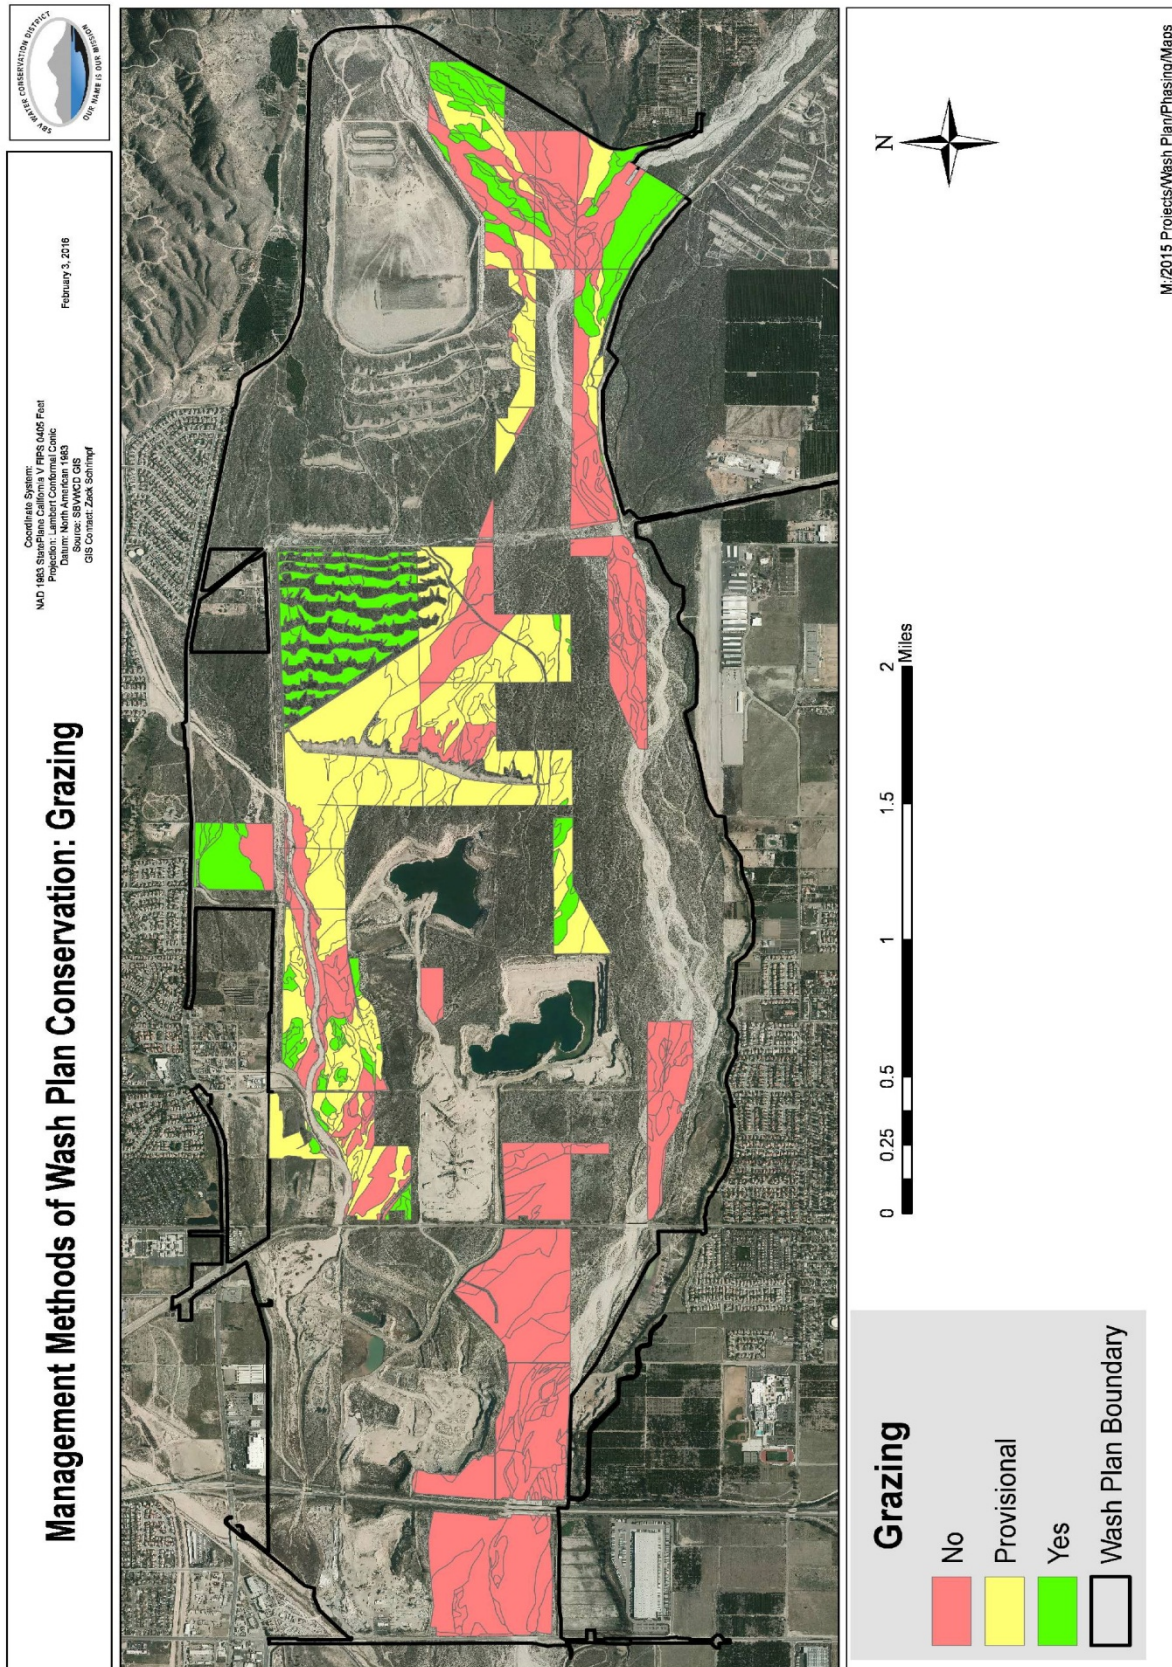 Management Methods of Wash Plan Conservation: Grazing
Coordinate System:
NAD 1983 StatePlane California V FIPS 0405 Feet
Projection: Lambert Conformal Conic
Datum: North American 1983
Source: SBVWCD GIS
GIS Contact: Zack Schrimpf
February 3, 2016
SBV WATER CONSERVATION DISTRICT
OUR NAME IS OUR MISSION
Grazing
No
Provisional
Yes
Wash Plan Boundary
0 0.25 0.5 1 1.5 2
Miles
N
M:/2015 Projects/Wash Plan/Phasing/Maps